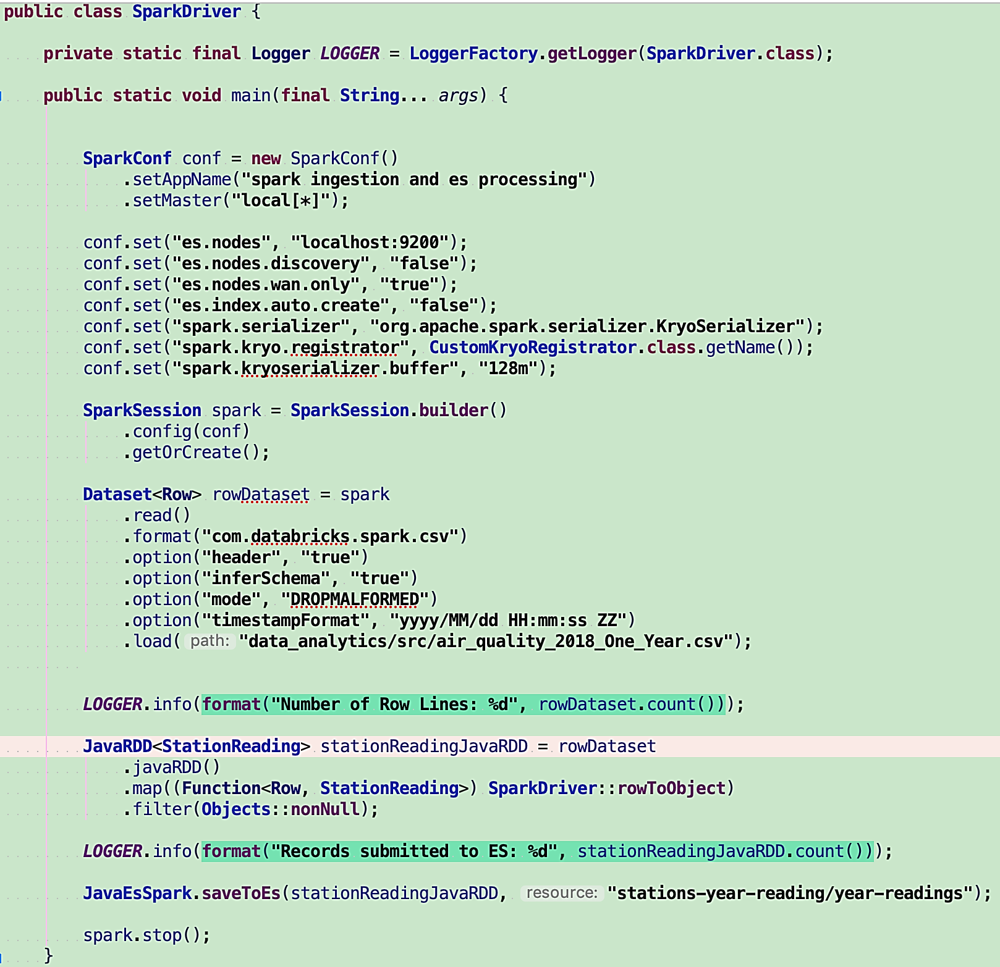 public class SparkDriver {
private static final Logger LOGGER = LoggerFactory.getLogger(SparkDriver.class);
public static void main(final String... args) {
SparkConf conf = new SparkConf()
.setAppName("spark ingestion and es processing")
.setMaster("local[*]");
conf.set("es.nodes", "localhost:9200");
conf.set("es.nodes.discovery", "false");
conf.set("es.nodes.wan.only", "true");
conf.set("es.index.auto.create", "false");
conf.set("spark.serializer", "org.apache.spark.serializer.KryoSerializer");
conf.set("spark.kryo.registrator", CustomKryoRegistrator.class.getName());
conf.set("spark.kryoserializer.buffer", "128m");
SparkSession spark = SparkSession.builder()
.config(conf)
.getOrCreate();
Dataset<Row> rowDataset = spark
.read()
.format("com.databricks.spark.csv")
.option("header", "true")
.option("inferSchema", "true")
.option("mode", "DROPMALFORMED")
.option("timestampFormat", "yyyy/MM/dd HH:mm:ss ZZ")
.load( path: "data_analytics/src/air_quality_2018_One_Year.csv");
LOGGER.info(format("Number of Row Lines: %d", rowDataset.count()));
JavaRDD<StationReading> stationReadingJavaRDD = rowDataset
.javaRDD()
.map((Function<Row, StationReading>) SparkDriver::rowToObject)
.filter(Objects::nonNull);
LOGGER.info(format("Records submitted to ES: %d", stationReadingJavaRDD.count()));
JavaEsSpark.saveToEs(stationReadingJavaRDD, resource: "stations-year-reading/year-readings");
spark.stop();
}